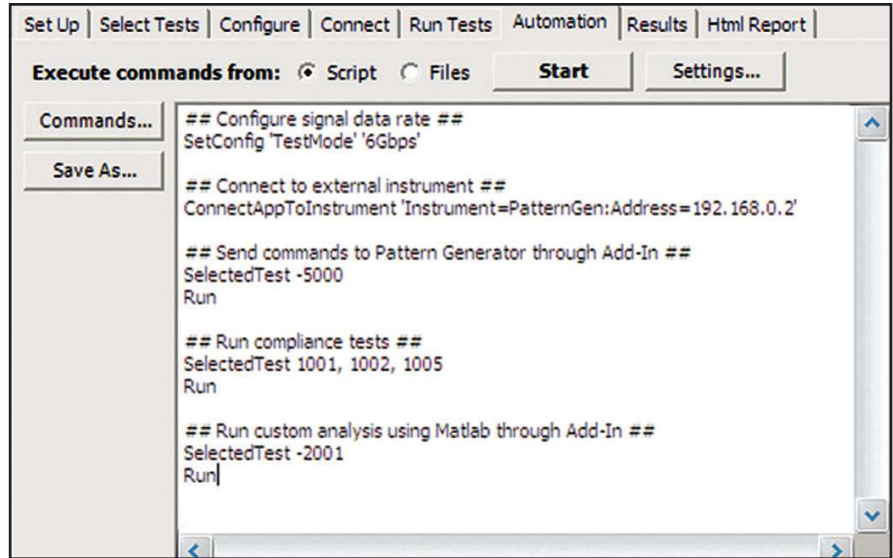 Set Up Select Tests Configure Connect Run Tests Automation Results Html Report
Execute commands from: Script Files Start Settings...
Commands...
Save As...
## Configure signal data rate ##
SetConfig 'TestMode' '6Gbps'
## Connect to external instrument ##
ConnectAppToInstrument 'Instrument=PatternGen:Address=192.168.0.2'
## Send commands to Pattern Generator through Add-In ##
SelectedTest -5000
Run
## Run compliance tests ##
SelectedTest 1001, 1002, 1005
Run
## Run custom analysis using Matlab through Add-In ##
SelectedTest -2001
Run